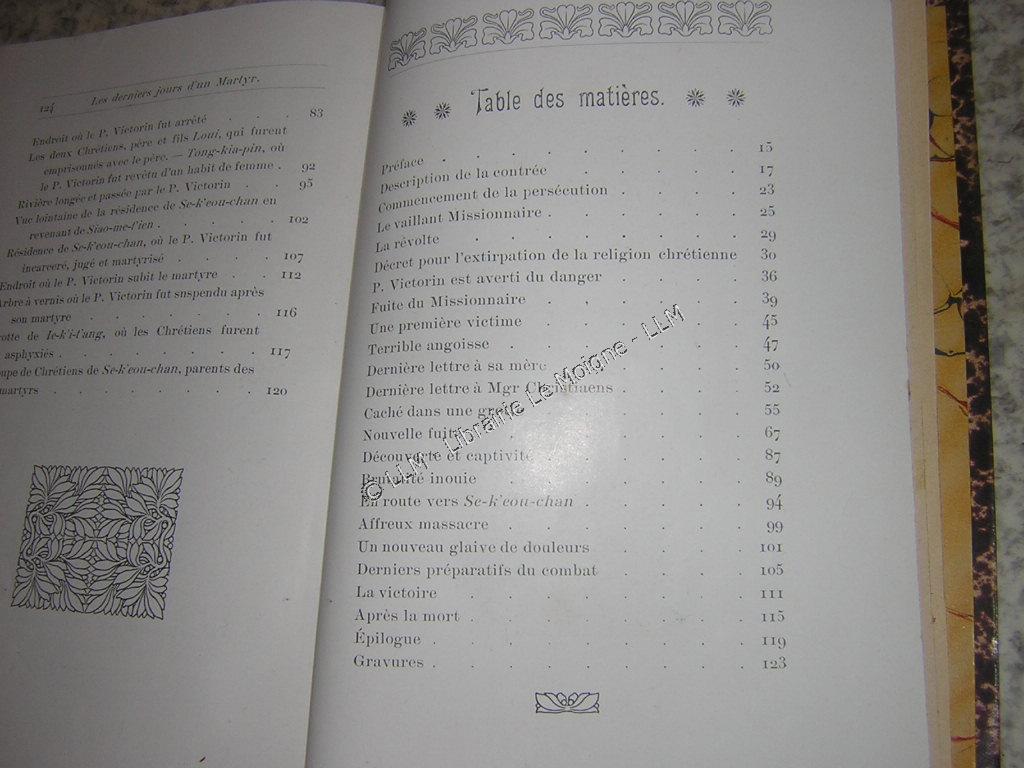 124 Les derniers jours d'un Martyr.
Endroit où le P. Victorin fut arrêté . . . 83
Les deux Chrétiens, père et fils Loui, qui furent
emprisonnés avec le père. — Tong-kia-pin, où
le P. Victorin fut revêtu d'un habit de femme . 92
Rivière longée et passée par le P. Victorin . . 95
Vue lointaine de la résidence de Se-k'eou-chan en
revenant de Siao-me-t'ien . . . . . . 102
Résidence de Se-k'eou-chan, où le P. Victorin fut
incarcéré, jugé et martyrisé . . . . . 107
Endroit où le P. Victorin subit le martyre . . 112
Arbre à vernis où le P. Victorin fut suspendu après
son martyre . . . . . . . . 116
rotte de Ie-k'i-t'ang, où les Chrétiens furent
asphyxiés . . . . . . . . 117
oupe de Chrétiens de Se-k'eou-chan, parents des
martyrs . . . . . . . . 120
Table des matières.
Préface . . . . . . . 15
Description de la contrée . . . 17
Commencement de la persécution . . . 23
Le vaillant Missionnaire . . . . . 25
La révolte . . . . . . 29
Décret pour l'extirpation de la religion chrétienne 30
P. Victorin est averti du danger . . . 36
Fuite du Missionnaire . . . . . 39
Une première victime . . . . . 45
Terrible angoisse . . . . . . 47
Dernière lettre à sa mère . . . . 50
Dernière lettre à Mgr Christiaens . . . 52
Caché dans une grotte . . . . 55
Nouvelle fuite . . . . . . 67
Découverte et captivité . . . . 87
Brutalité inouie . . . . . . 89
En route vers Se-k'eou-chan . . . . 94
Affreux massacre . . . . . . 99
Un nouveau glaive de douleurs . . . . 101
Derniers préparatifs du combat . . . . 105
La victoire . . . . . . . 111
Après la mort . . . . . . . 115
Épilogue . . . . . . . 119
Gravures . . . . . . . 123
© LLM - Librairie Le Moigne - LLM